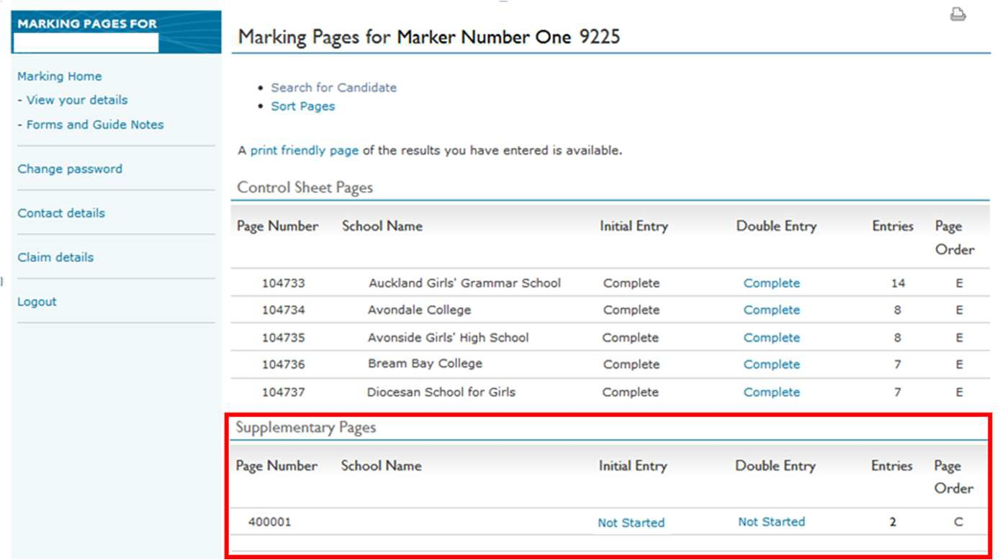 MARKING PAGES FOR
Marking Home
- View your details
- Forms and Guide Notes
Change password
Contact details
Claim details
Logout
Marking Pages for Marker Number One 9225
• Search for Candidate
• Sort Pages
A print friendly page of the results you have entered is available.
Control Sheet Pages
Page Number School Name Initial Entry Double Entry Entries Page Order
104733 Auckland Girls' Grammar School Complete Complete 14 E
104734 Avondale College Complete Complete 8 E
104735 Avonside Girls' High School Complete Complete 8 E
104736 Bream Bay College Complete Complete 7 E
104737 Diocesan School for Girls Complete Complete 7 E
Supplementary Pages
Page Number School Name Initial Entry Double Entry Entries Page Order
400001 Not Started Not Started 2 C